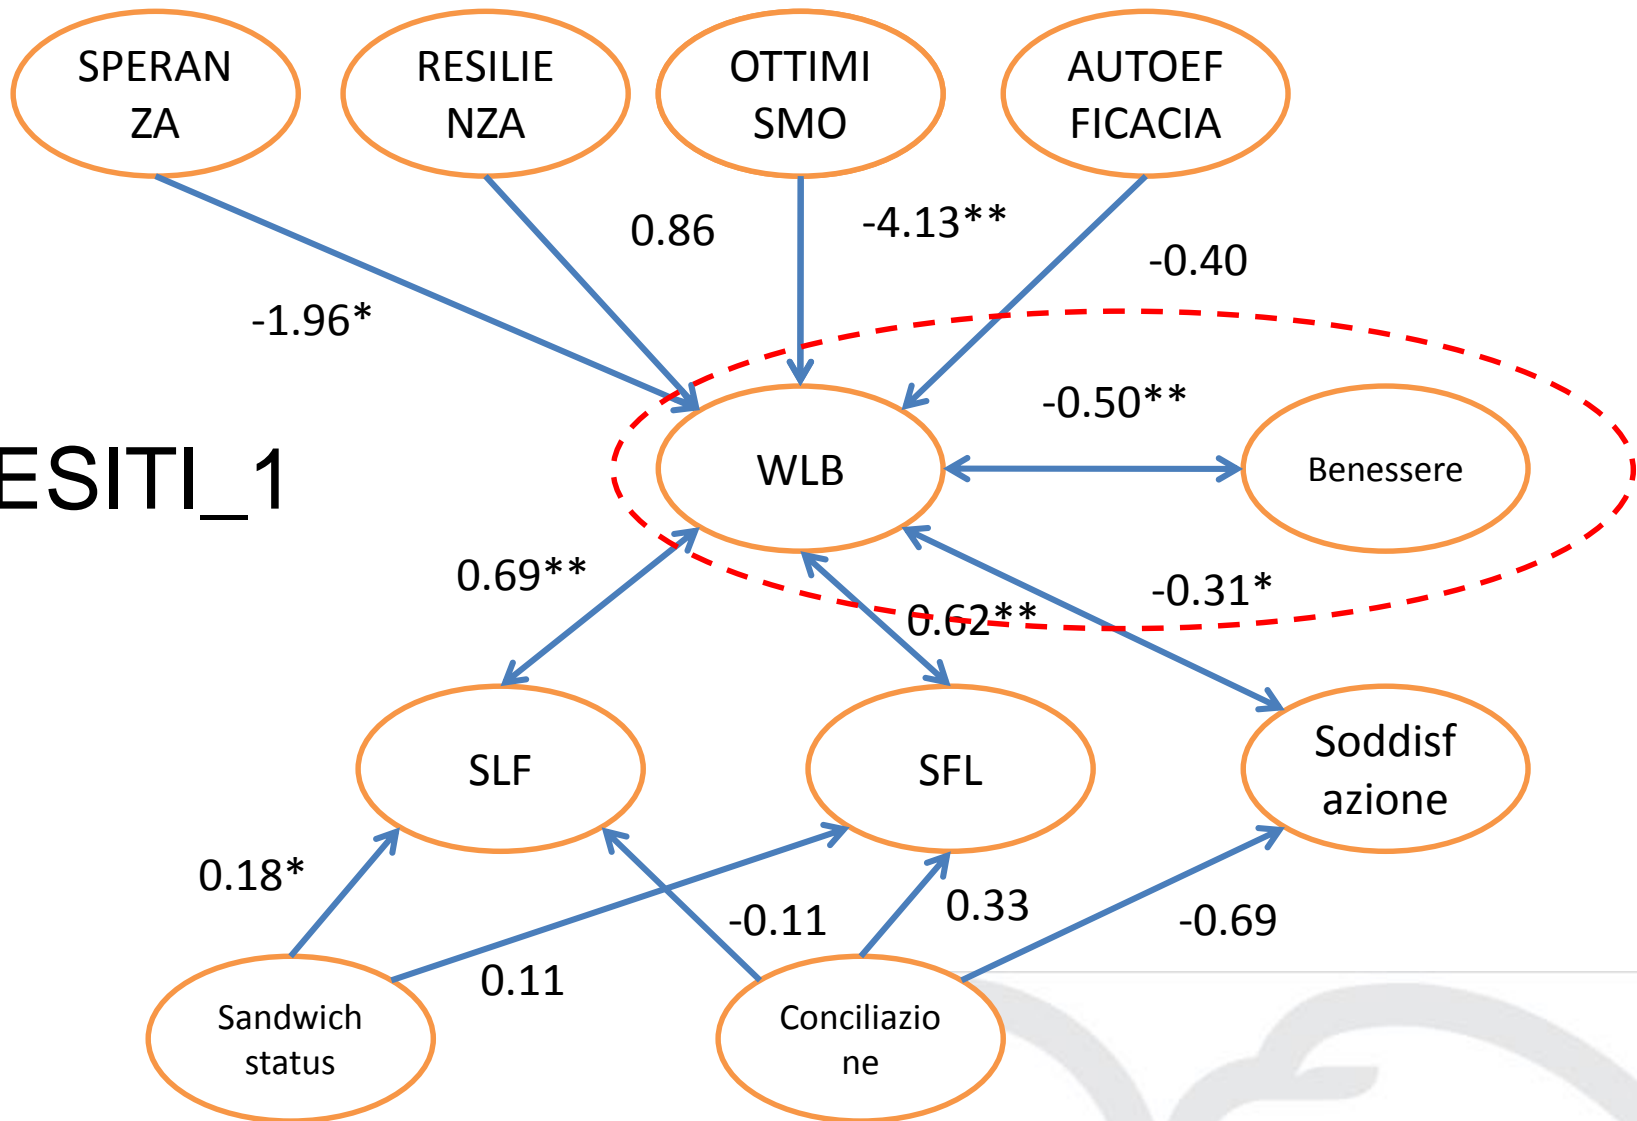 SPERAN
ZA
RESILIE
NZA
OTTIMI
SMO
AUTOEF
FICACIA
0.86
-4.13**
-0.40
-1.96*
-0.50**
ESITI_1
WLB
Benessere
0.69**
0.62**
-0.31*
SLF
SFL
Soddisf
azione
0.18*
-0.11
0.33
-0.69
0.11
Sandwich
status
Conciliazio
ne